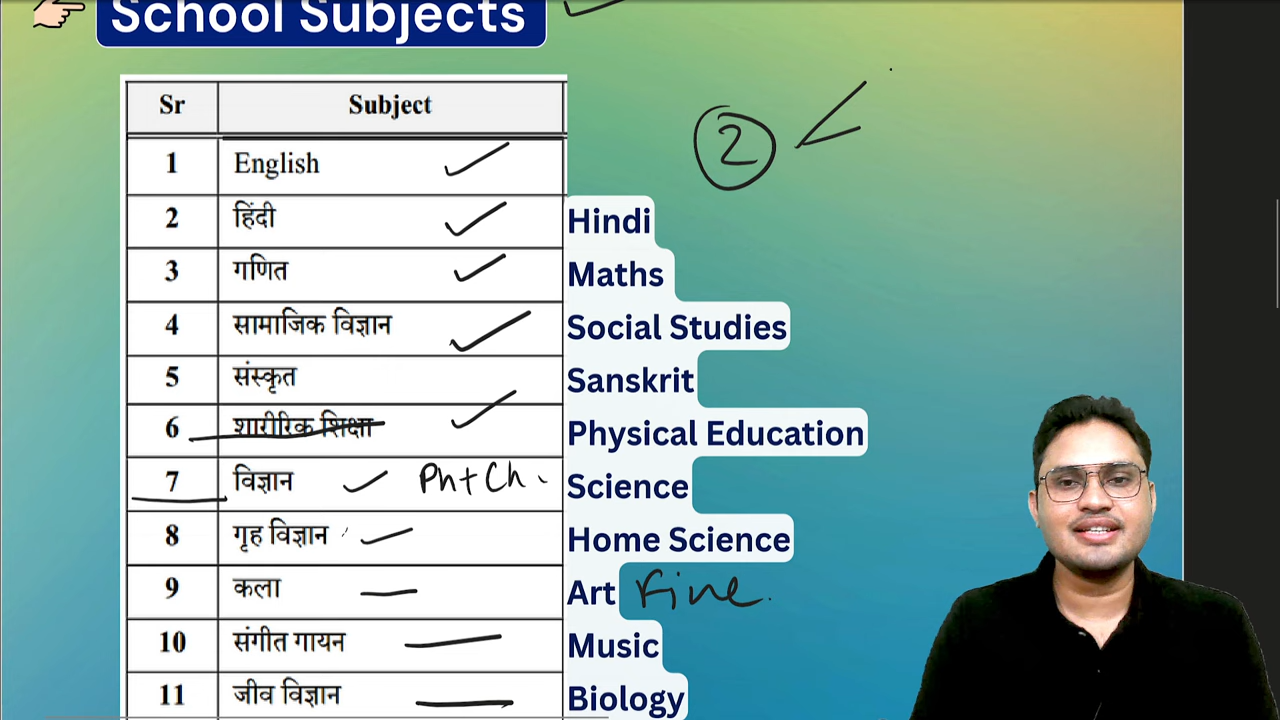 School Subjects
Sr Subject
1 English
2 हिंदी Hindi
3 गणित Maths
4 सामाजिक विज्ञान Social Studies
5 संस्कृत Sanskrit
6 शारीरिक शिक्षा Physical Education
7 विज्ञान Ph + Ch. Science
8 गृह विज्ञान Home Science
9 कला Art Fine.
10 संगीत गायन Music
11 जीव विज्ञान Biology
2